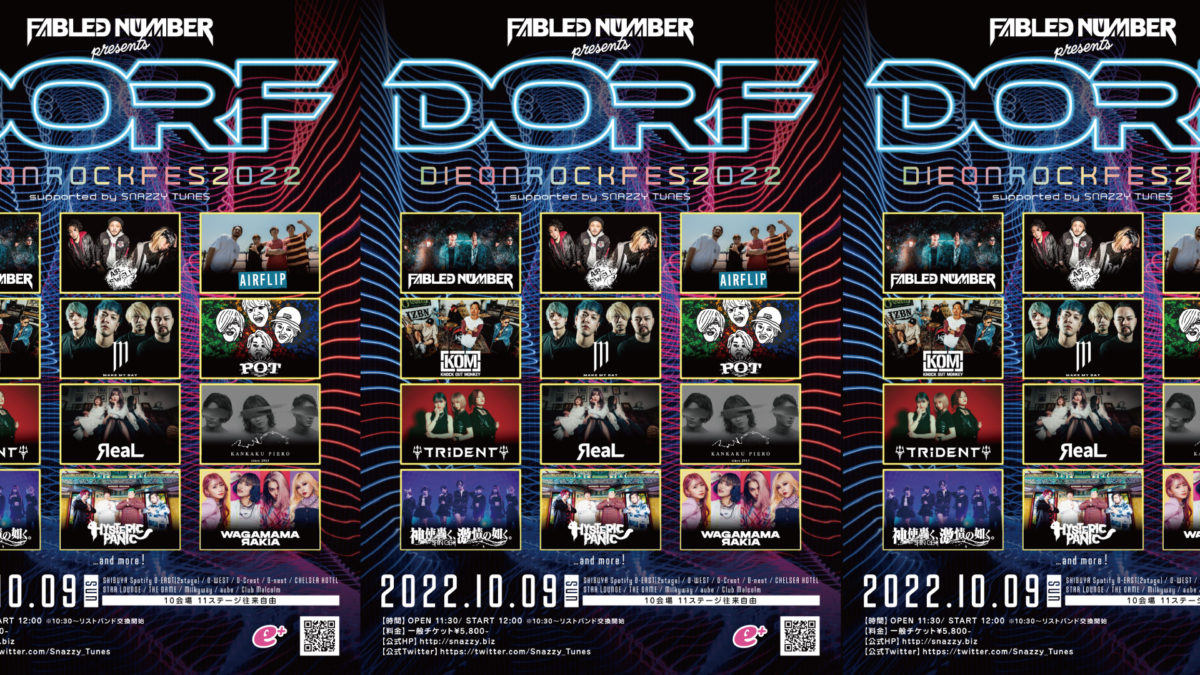 FABLED NUMBER
presents
DORF
DIEONROCKFES2022
supported by SNAZZY TUNES
FABLED NUMBER
AIRFLIP
IZBN
KOM
KNOCK OUT MONKEY
M
MAKE MY DAY
POT
TRiDENT
ЯeaL
KANKAKU PIERO
since 2013
神使轟く、激情の如く。
HYSTERIC PANIC
WAGAMAMA RAKIA
...and more!
2022.10.09 SUN
SHIBUYA Spotify O-EAST(2stage) / O-WEST / O-Crest / O-nest / CHELSEA HOTEL
STAR LOUNGE / THE GAME / Milkyway / aube / Club Malcolm
10会場 11ステージ往来自由
【時間】OPEN 11:30/ START 12:00 ※10:30〜リストバンド交換開始
【料金】一般チケット¥5,800-
【公式HP】http://snazzy.biz
【公式Twitter】https://twitter.com/Snazzy_Tunes
e+